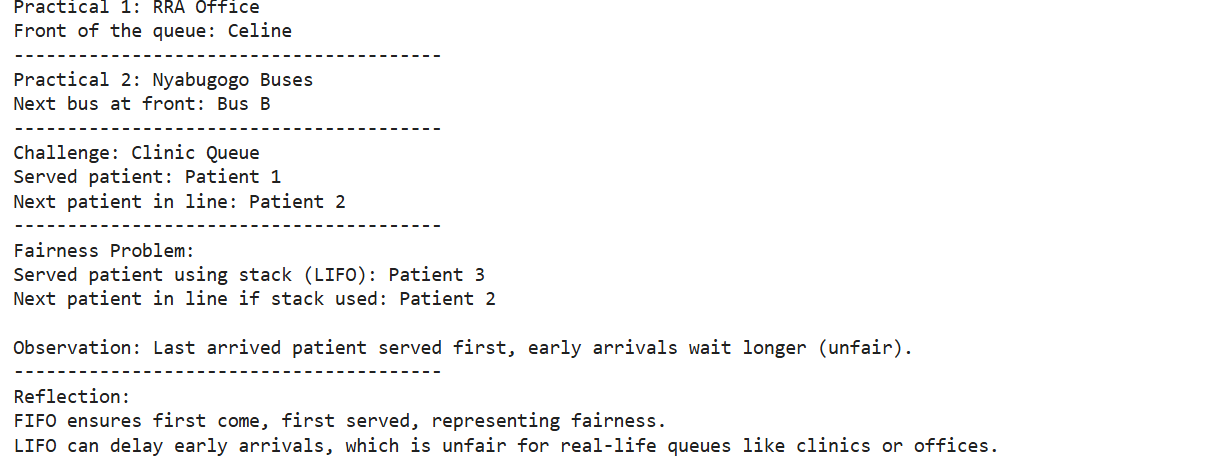 Practical 1: RRA Office
Front of the queue: Celine
----------------------------------------
Practical 2: Nyabugogo Buses
Next bus at front: Bus B
----------------------------------------
Challenge: Clinic Queue
Served patient: Patient 1
Next patient in line: Patient 2
----------------------------------------
Fairness Problem:
Served patient using stack (LIFO): Patient 3
Next patient in line if stack used: Patient 2

Observation: Last arrived patient served first, early arrivals wait longer (unfair).
----------------------------------------
Reflection:
FIFO ensures first come, first served, representing fairness.
LIFO can delay early arrivals, which is unfair for real-life queues like clinics or offices.